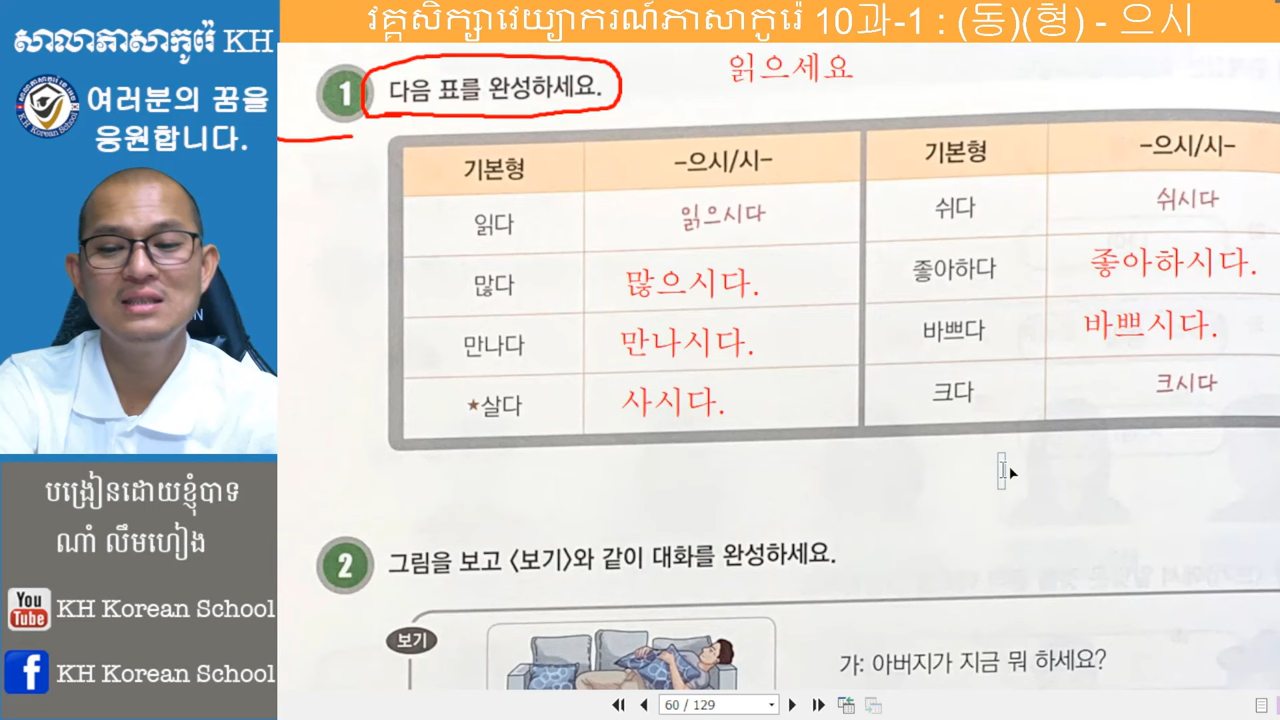 វគ្គសិក្សាវេយ្យាករណ៍ភាសាកូរ៉េ 10과-1 : (동)(형) - 으시
សាលាភាសាកូរ៉េ KH
여러분의 꿈을
응원합니다.
읽으세요
1 다음 표를 완성하세요.
기본형 -으시/시- 기본형 -으시/시-
읽다 읽으시다 쉬다 쉬시다
많다 많으시다. 좋아하다 좋아하시다.
만나다 만나시다. 바쁘다 바쁘시다.
★살다 사시다. 크다 크시다
2 그림을 보고 〈보기〉와 같이 대화를 완성하세요.
보기
가: 아버지가 지금 뭐 하세요?
បង្រៀនដោយខ្ញុំបាទ
ណាំ លឹមហៀង
You Tube KH Korean School
f KH Korean School
60 / 129